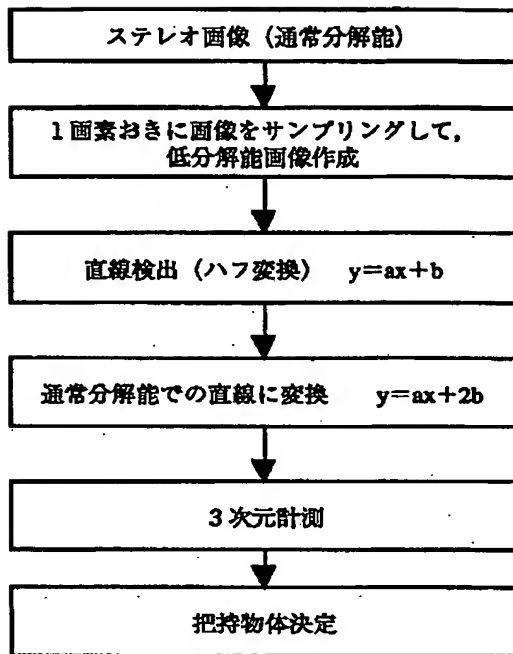 ステレオ画像（通常分解能）
1画素おきに画像をサンプリングして,
低分解能画像作成
直線検出（ハフ変換） y=ax+b
通常分解能での直線に変換 y=ax+2b
3次元計測
把持物体決定